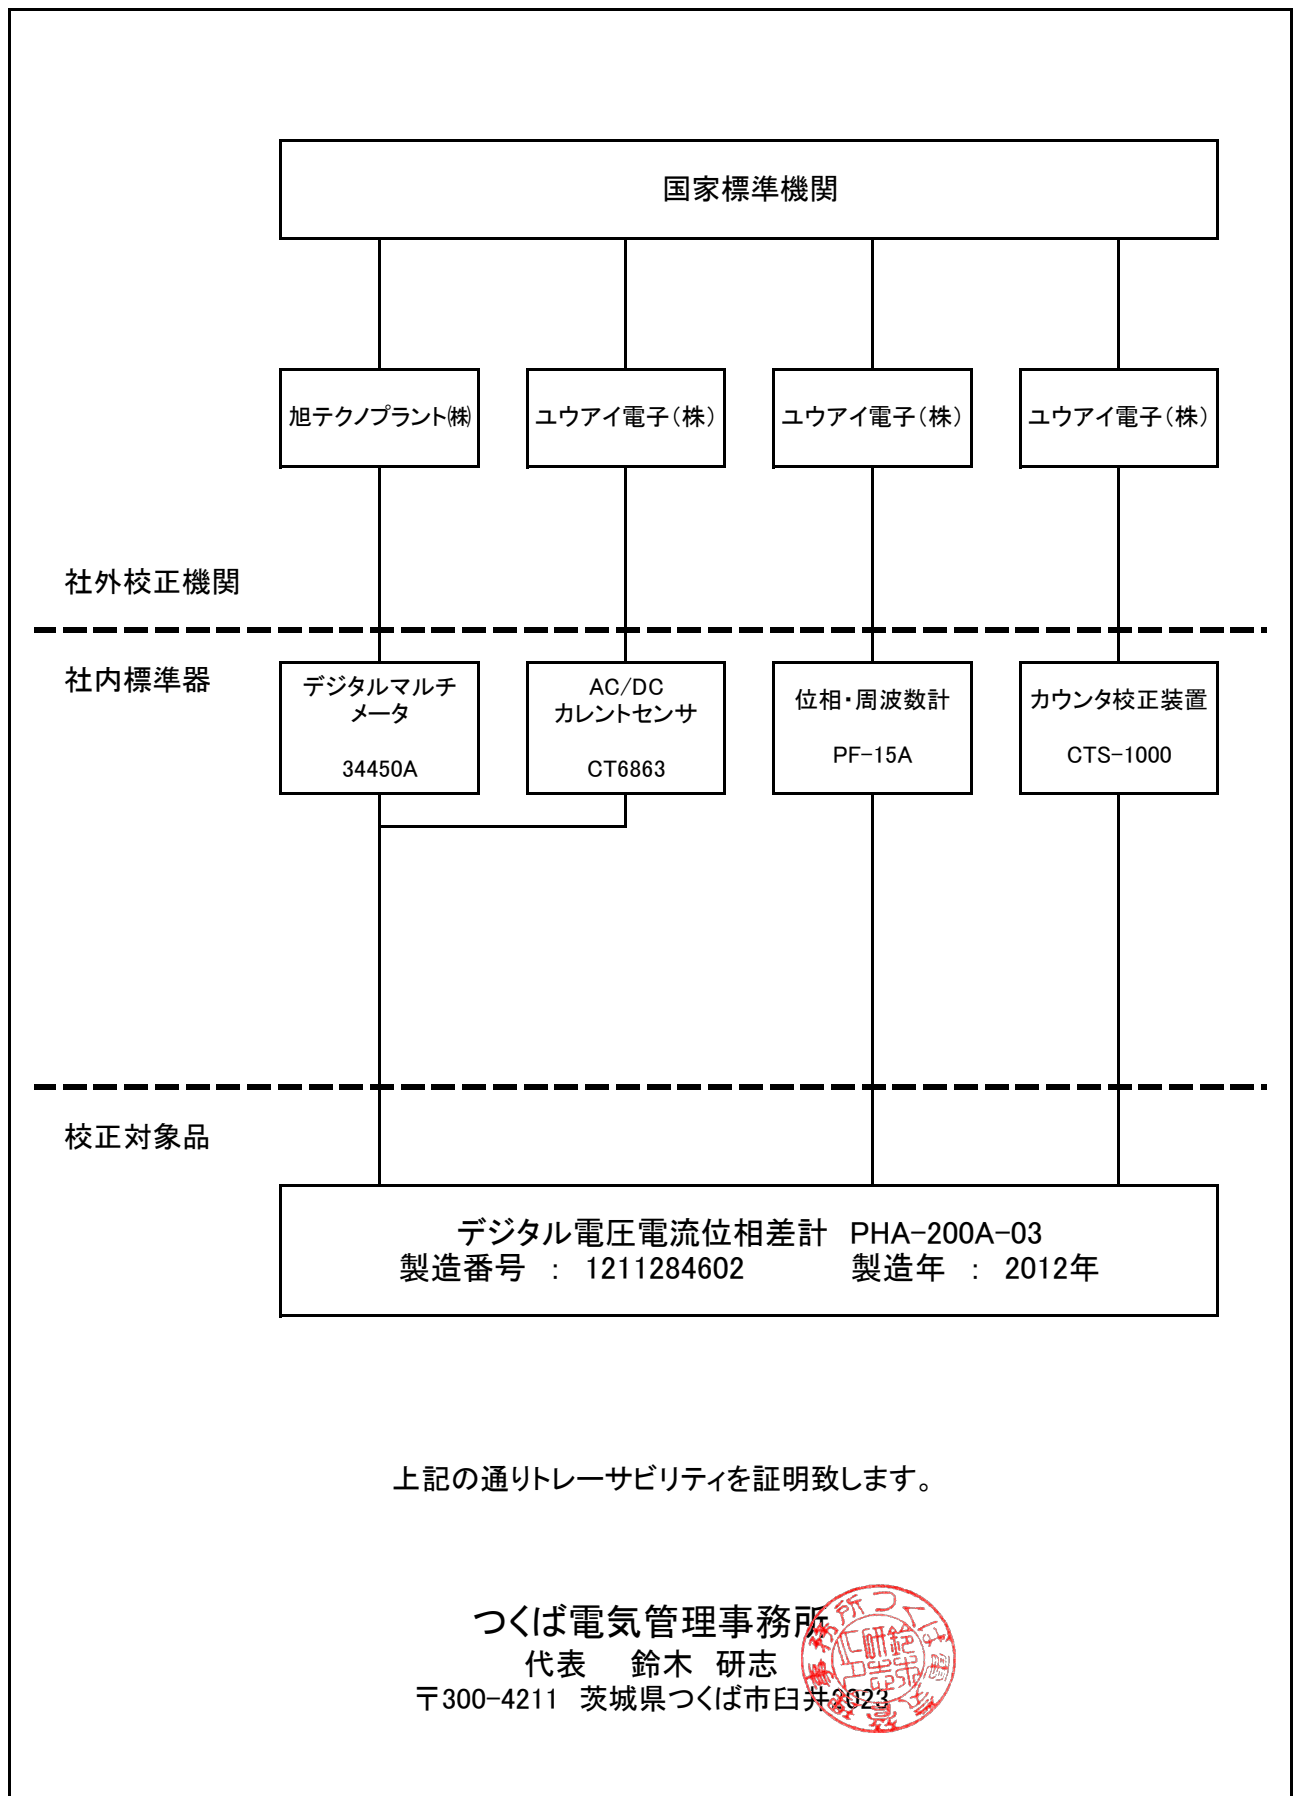 国家標準機関
旭テクノプラント㈱
ユウアイ電子（株）
ユウアイ電子（株）
ユウアイ電子（株）
社外校正機関
社内標準器
デジタルマルチ
メータ
34450A
AC/DC
カレントセンサ
CT6863
位相・周波数計
PF-15A
カウンタ校正装置
CTS-1000
校正対象品
デジタル電圧電流位相差計　PHA-200A-03
製造番号　：　1211284602　　　製造年　：　2012年
上記の通りトレーサビリティを証明致します。
つくば電気管理事務所
代表　鈴木　研志
〒300-4211　茨城県つくば市臼井2023